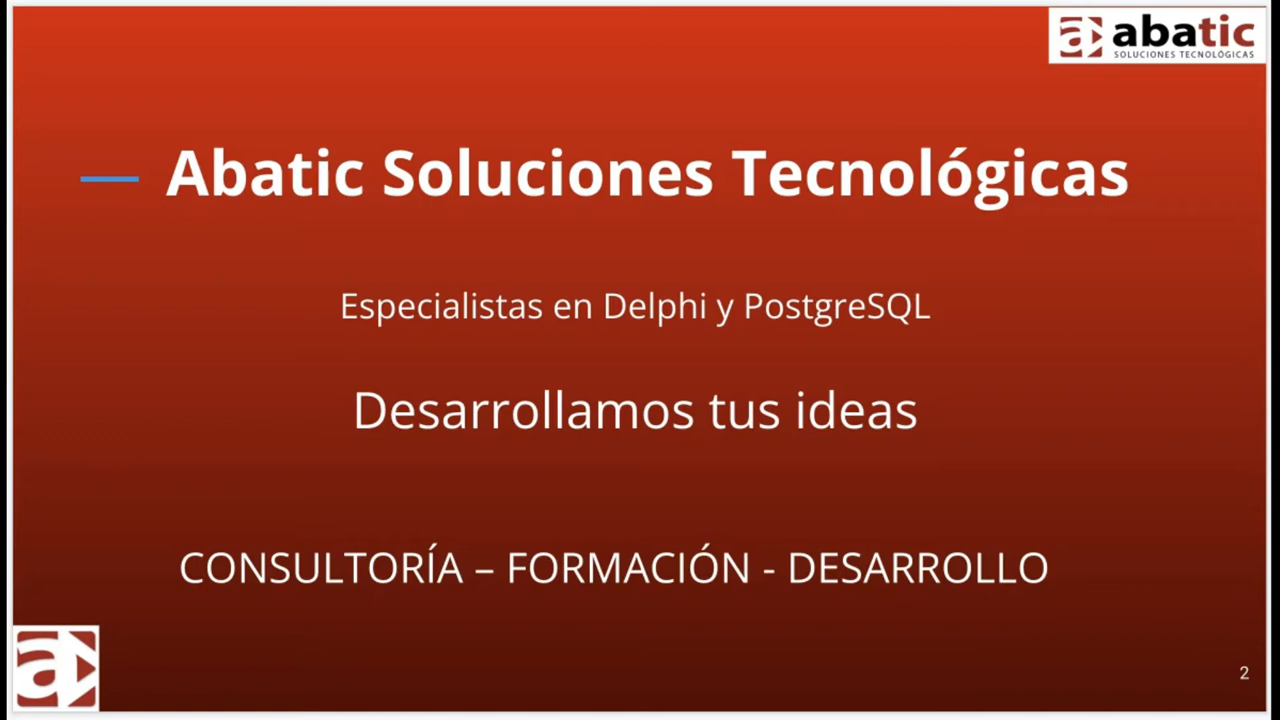 abatic
SOLUCIONES TECNOLÓGICAS
Abatic Soluciones Tecnológicas
Especialistas en Delphi y PostgreSQL
Desarrollamos tus ideas
CONSULTORÍA – FORMACIÓN - DESARROLLO
a
2